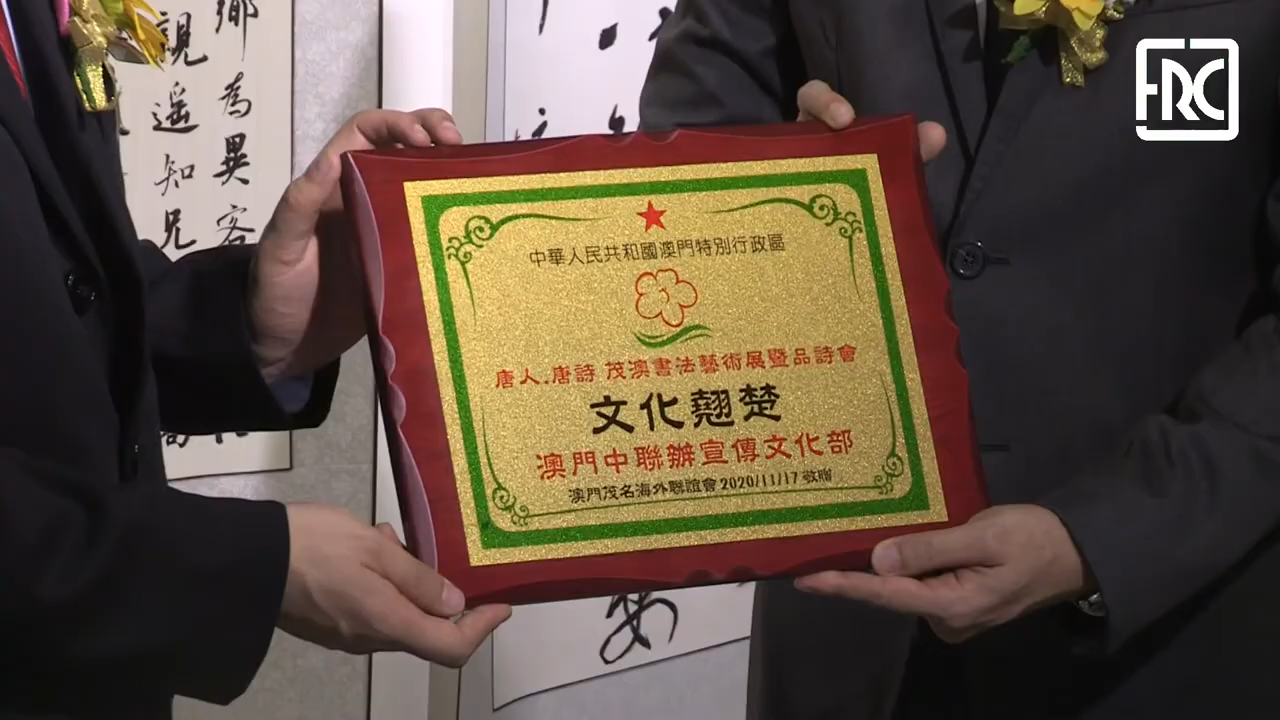 FRC
鄉為異客
親遥知兄
中華人民共和國澳門特別行政區
唐人.唐詩 茂澳書法藝術展暨品詩會
文化翹楚
澳門中聯辦宣傳文化部
澳門茂名海外聯誼會 2020/11/17 敬贈